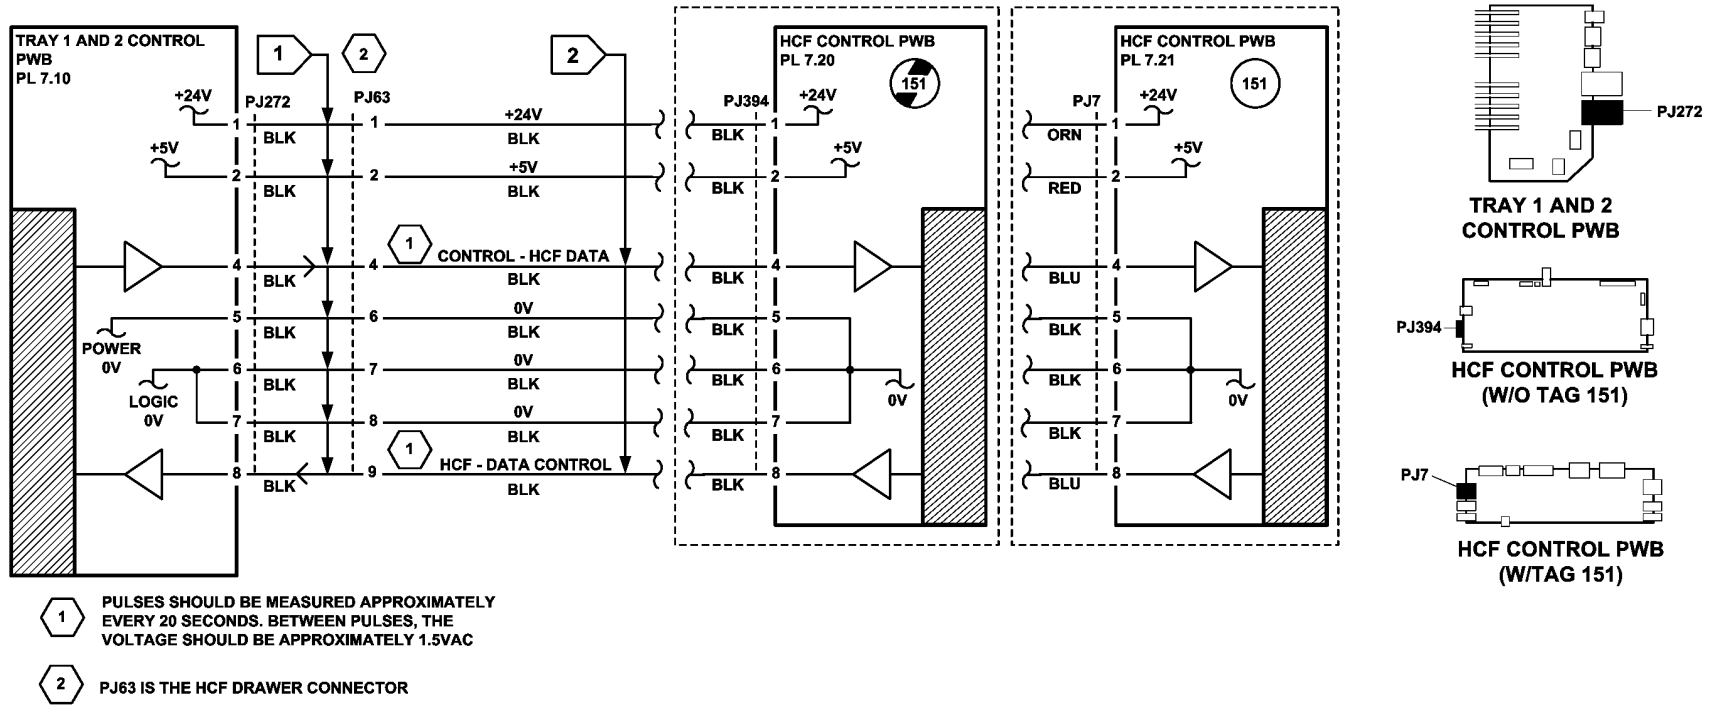 TRAY 1 AND 2 CONTROL
PWB
PL 7.10
1
2
2
HCF CONTROL PWB
PL 7.20
151
HCF CONTROL PWB
PL 7.21
151
PJ272
PJ63
PJ394
PJ7
+24V
1
BLK
1
+24V
BLK
BLK
1
+24V
ORN
1
+24V
+5V
2
BLK
2
+5V
BLK
BLK
2
+5V
RED
2
+5V
4
BLK
4
1
CONTROL - HCF DATA
BLK
BLK
4
BLU
4
5
BLK
6
0V
BLK
BLK
5
BLK
5
POWER
0V
6
BLK
7
0V
BLK
BLK
6
0V
BLK
6
0V
LOGIC
0V
7
BLK
8
0V
BLK
BLK
7
BLK
7
8
BLK
9
1
HCF - DATA CONTROL
BLK
BLK
8
BLU
8
PJ272
TRAY 1 AND 2
CONTROL PWB
PJ394
HCF CONTROL PWB
(W/O TAG 151)
PJ7
HCF CONTROL PWB
(W/TAG 151)
1
PULSES SHOULD BE MEASURED APPROXIMATELY
EVERY 20 SECONDS. BETWEEN PULSES, THE
VOLTAGE SHOULD BE APPROXIMATELY 1.5VAC
2
PJ63 IS THE HCF DRAWER CONNECTOR